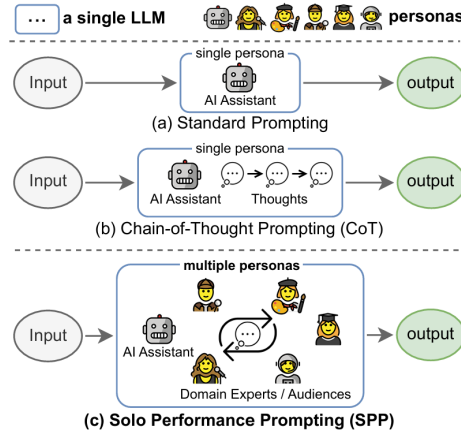 ... a single LLM personas
single persona
Input AI Assistant output
(a) Standard Prompting
single persona
Input AI Assistant Thoughts output
(b) Chain-of-Thought Prompting (CoT)
multiple personas
Input AI Assistant output
Domain Experts / Audiences
(c) Solo Performance Prompting (SPP)